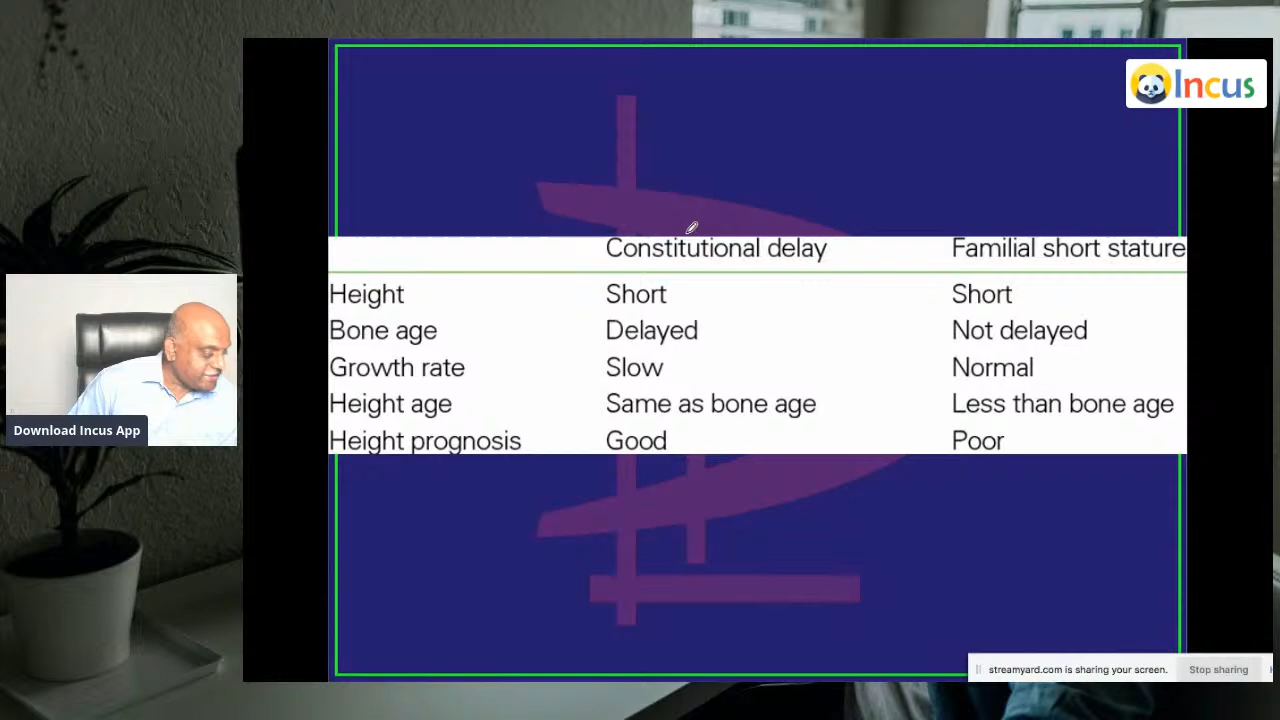 Incus
Constitutional delay Familial short stature
Height Short Short
Bone age Delayed Not delayed
Growth rate Slow Normal
Height age Same as bone age Less than bone age
Height prognosis Good Poor
Download Incus App
streamyard.com is sharing your screen. Stop sharing